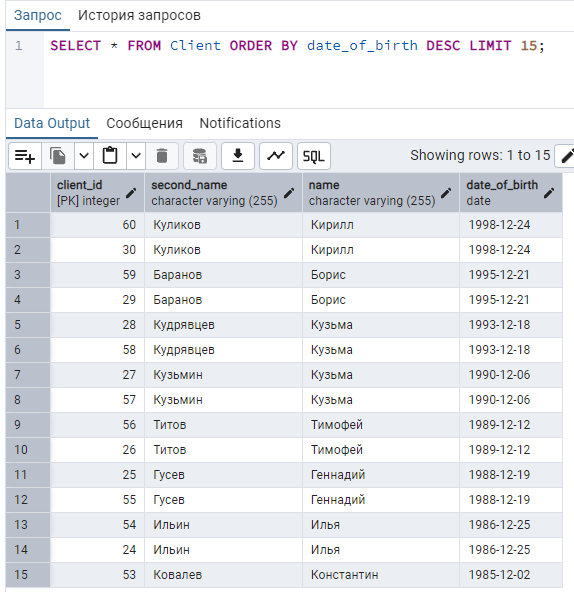 Запрос История запросов
1 SELECT * FROM Client ORDER BY date_of_birth DESC LIMIT 15;
Data Output Сообщения Notifications
SQL Showing rows: 1 to 15
client_id second_name name date_of_birth
[PK] integer character varying (255) character varying (255) date
1 60 Куликов Кирилл 1998-12-24
2 30 Куликов Кирилл 1998-12-24
3 59 Баранов Борис 1995-12-21
4 29 Баранов Борис 1995-12-21
5 28 Кудрявцев Кузьма 1993-12-18
6 58 Кудрявцев Кузьма 1993-12-18
7 27 Кузьмин Кузьма 1990-12-06
8 57 Кузьмин Кузьма 1990-12-06
9 56 Титов Тимофей 1989-12-12
10 26 Титов Тимофей 1989-12-12
11 25 Гусев Геннадий 1988-12-19
12 55 Гусев Геннадий 1988-12-19
13 54 Ильин Илья 1986-12-25
14 24 Ильин Илья 1986-12-25
15 53 Ковалев Константин 1985-12-02